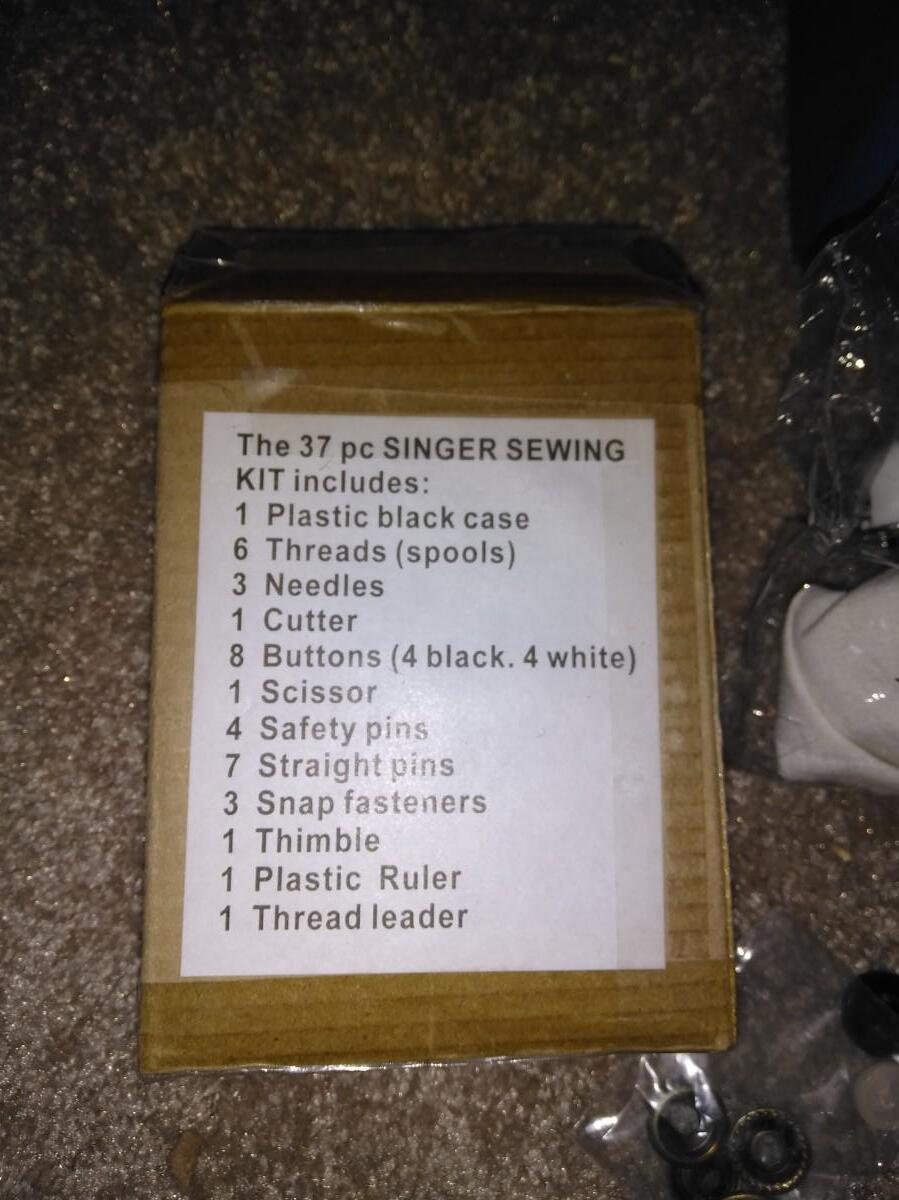 The 37 pc SINGER SEWING
KIT includes:
1 Plastic black case
6 Threads (spools)
3 Needles
1 Cutter
8 Buttons (4 black. 4 white)
1 Scissor
4 Safety pins
7 Straight pins
3 Snap fasteners
1 Thimble
1 Plastic Ruler
1 Thread leader